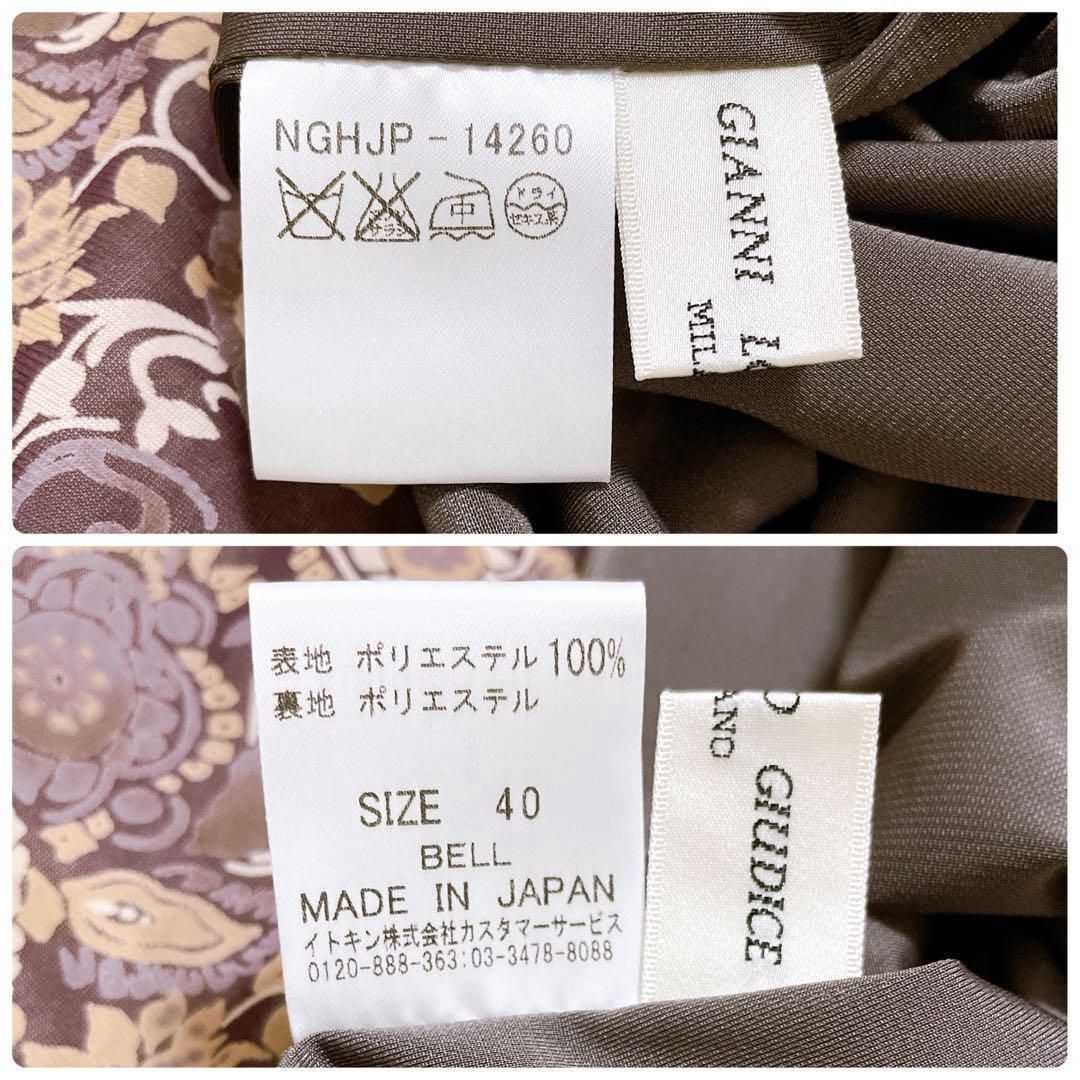 NGHJP-14260
中
ドライ
セキユ系
GIANNI LO
MIL
表地 ポリエステル 100%
裏地 ポリエステル
SIZE 40
BELL
MADE IN JAPAN
イトキン株式会社カスタマーサービス
0120-888-363:03-3478-8088
O GIUDICE
ANO